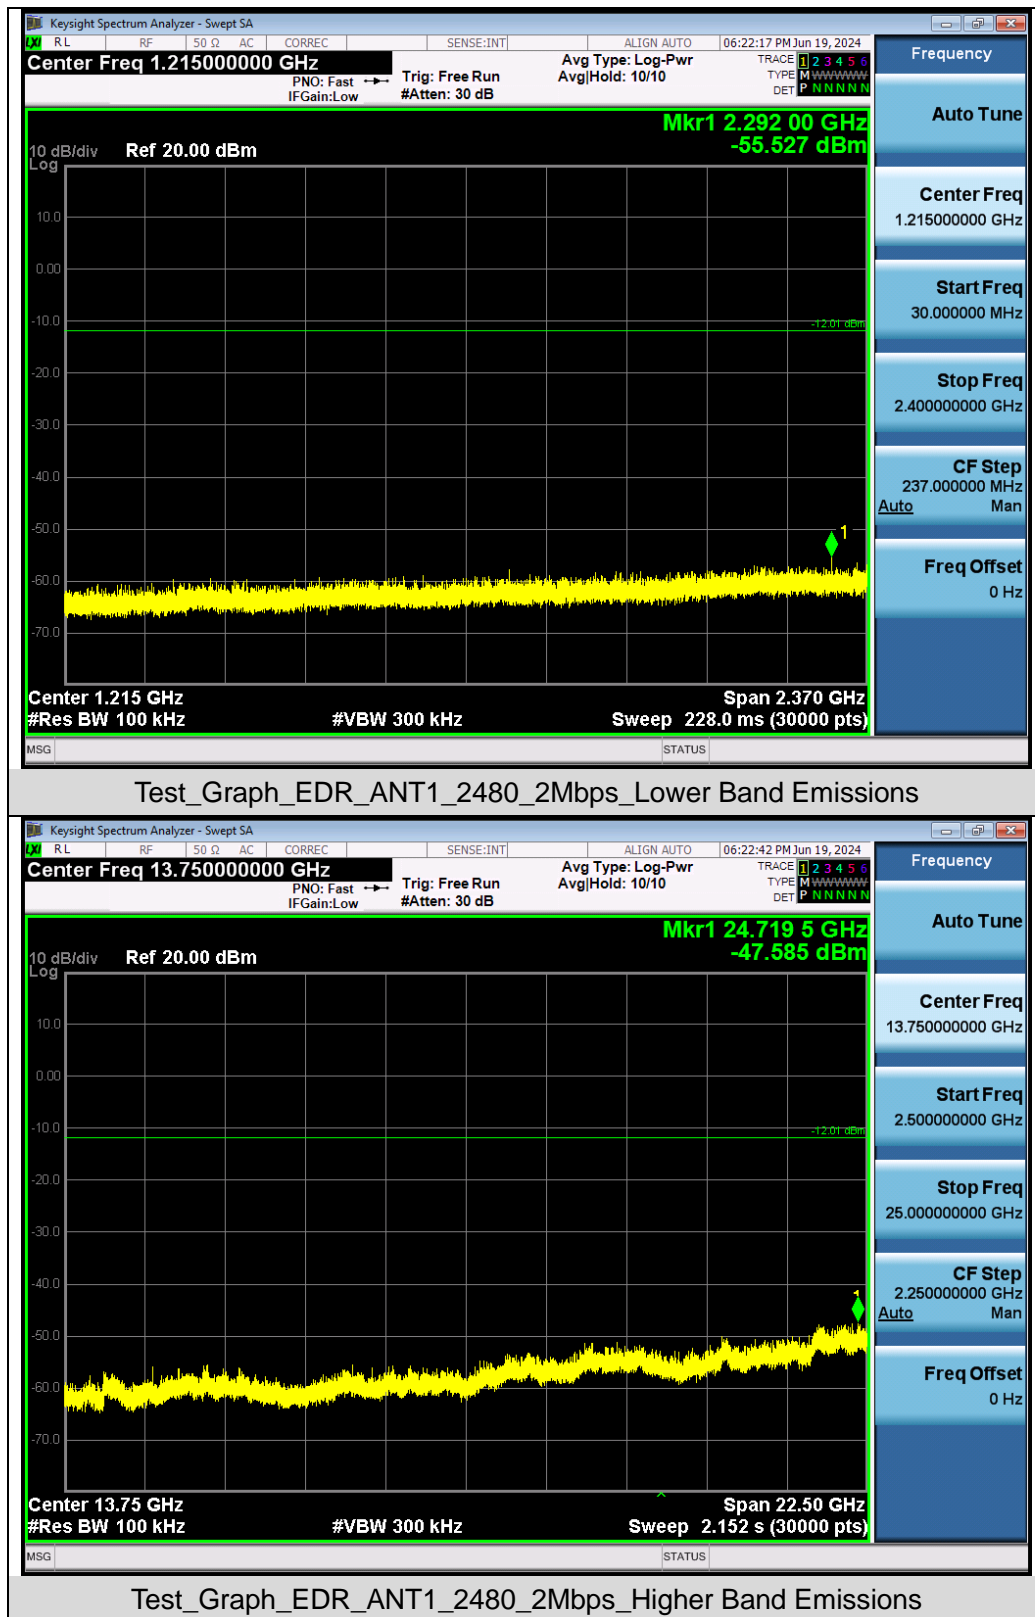 Keysight Spectrum Analyzer - Swept SA
LXI RL RF 50 Ω AC CORREC SENSE:INT ALIGN AUTO 06:22:17 PM Jun 19, 2024
Center Freq 1.215000000 GHz
PNO: Fast
IFGain:Low
Trig: Free Run
#Atten: 30 dB
Avg Type: Log-Pwr
Avg|Hold: 10/10
TRACE 1 2 3 4 5 6
TYPE M WWWWW
DET P N N N N N
Frequency
Auto Tune
Center Freq
1.215000000 GHz
Start Freq
30.000000 MHz
Stop Freq
2.400000000 GHz
CF Step
237.000000 MHz
Auto Man
Freq Offset
0 Hz
Mkr1 2.292 00 GHz
-55.527 dBm
10 dB/div Ref 20.00 dBm
Log
10.0
0.00
-10.0
-12.01 dBm
-20.0
-30.0
-40.0
-50.0
1
-60.0
-70.0
Center 1.215 GHz Span 2.370 GHz
#Res BW 100 kHz #VBW 300 kHz Sweep 228.0 ms (30000 pts)
MSG STATUS
Test_Graph_EDR_ANT1_2480_2Mbps_Lower Band Emissions
Keysight Spectrum Analyzer - Swept SA
LXI RL RF 50 Ω AC CORREC SENSE:INT ALIGN AUTO 06:22:42 PM Jun 19, 2024
Center Freq 13.750000000 GHz
PNO: Fast
IFGain:Low
Trig: Free Run
#Atten: 30 dB
Avg Type: Log-Pwr
Avg|Hold: 10/10
TRACE 1 2 3 4 5 6
TYPE M WWWWW
DET P N N N N N
Frequency
Auto Tune
Center Freq
13.750000000 GHz
Start Freq
2.500000000 GHz
Stop Freq
25.000000000 GHz
CF Step
2.250000000 GHz
Auto Man
Freq Offset
0 Hz
Mkr1 24.719 5 GHz
-47.585 dBm
10 dB/div Ref 20.00 dBm
Log
10.0
0.00
-10.0
-12.01 dBm
-20.0
-30.0
-40.0
1
-50.0
-60.0
-70.0
Center 13.75 GHz Span 22.50 GHz
#Res BW 100 kHz #VBW 300 kHz Sweep 2.152 s (30000 pts)
MSG STATUS
Test_Graph_EDR_ANT1_2480_2Mbps_Higher Band Emissions